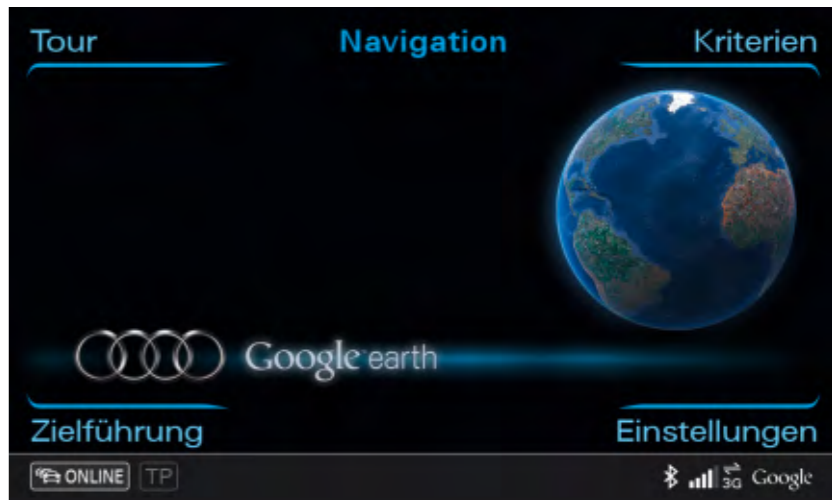 Tour Navigation Kriterien
Google earth
Zielführung Einstellungen
ONLINE TP 3G Google